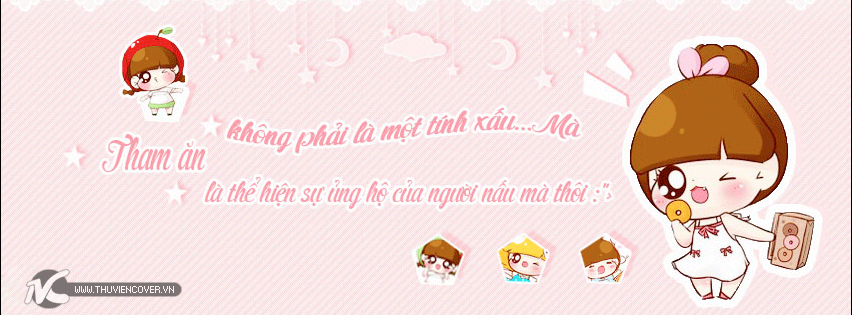 Tham ăn
không phải là một tính xấu...Mà
là thể hiện sự ủng hộ của người nấu mà thôi :">
WWW.THUVIENCOVER.VN